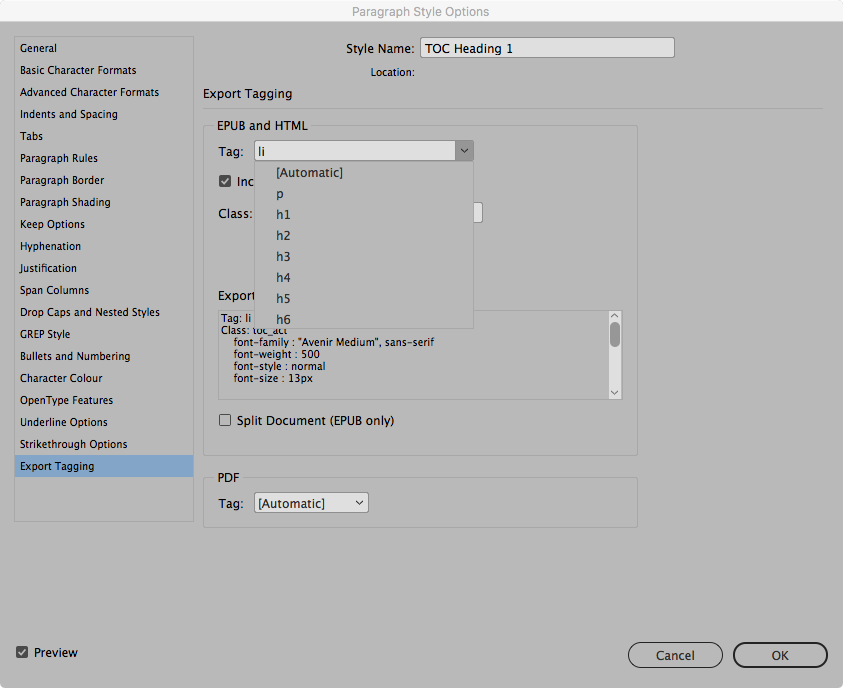 Paragraph Style Options
General
Basic Character Formats
Advanced Character Formats
Indents and Spacing
Tabs
Paragraph Rules
Paragraph Border
Paragraph Shading
Keep Options
Hyphenation
Justification
Span Columns
Drop Caps and Nested Styles
GREP Style
Bullets and Numbering
Character Colour
OpenType Features
Underline Options
Strikethrough Options
Export Tagging
Style Name: TOC Heading 1
Location:
Export Tagging
EPUB and HTML
Tag: li
[Automatic]
p
h1
h2
h3
h4
h5
h6
Inc
Class:
Export
Tag: li
Class: toc_act
font-family : "Avenir Medium", sans-serif
font-weight : 500
font-style : normal
font-size : 13px
Split Document (EPUB only)
PDF
Tag: [Automatic]
Preview
Cancel
OK